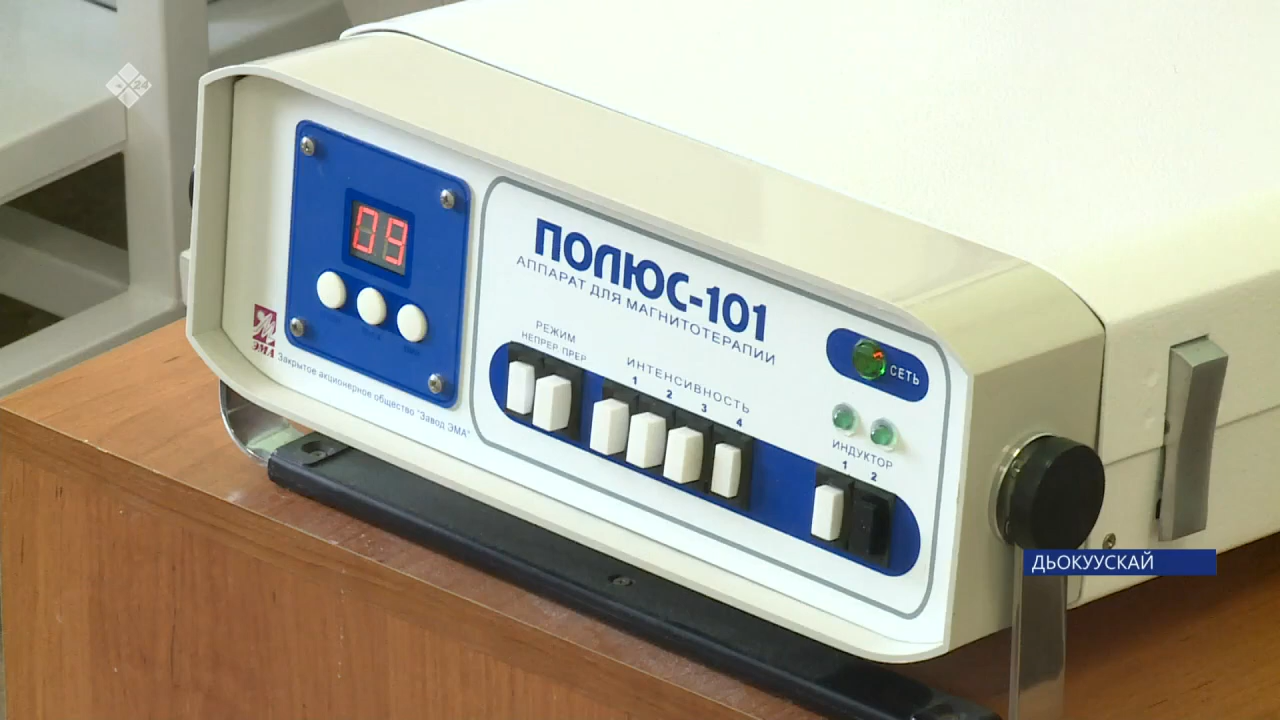 24
09
ПОЛЮС-101
АППАРАТ ДЛЯ МАГНИТОТЕРАПИИ
РЕЖИМ
НЕПРЕР. ПРЕР
ИНТЕНСИВНОСТЬ
1 2 3 4
СЕТЬ
ИНДУКТОР
1 2
ЭМА
Закрытое акционерное общество "Завод ЭМА"
ДЬОКУУСКАЙ